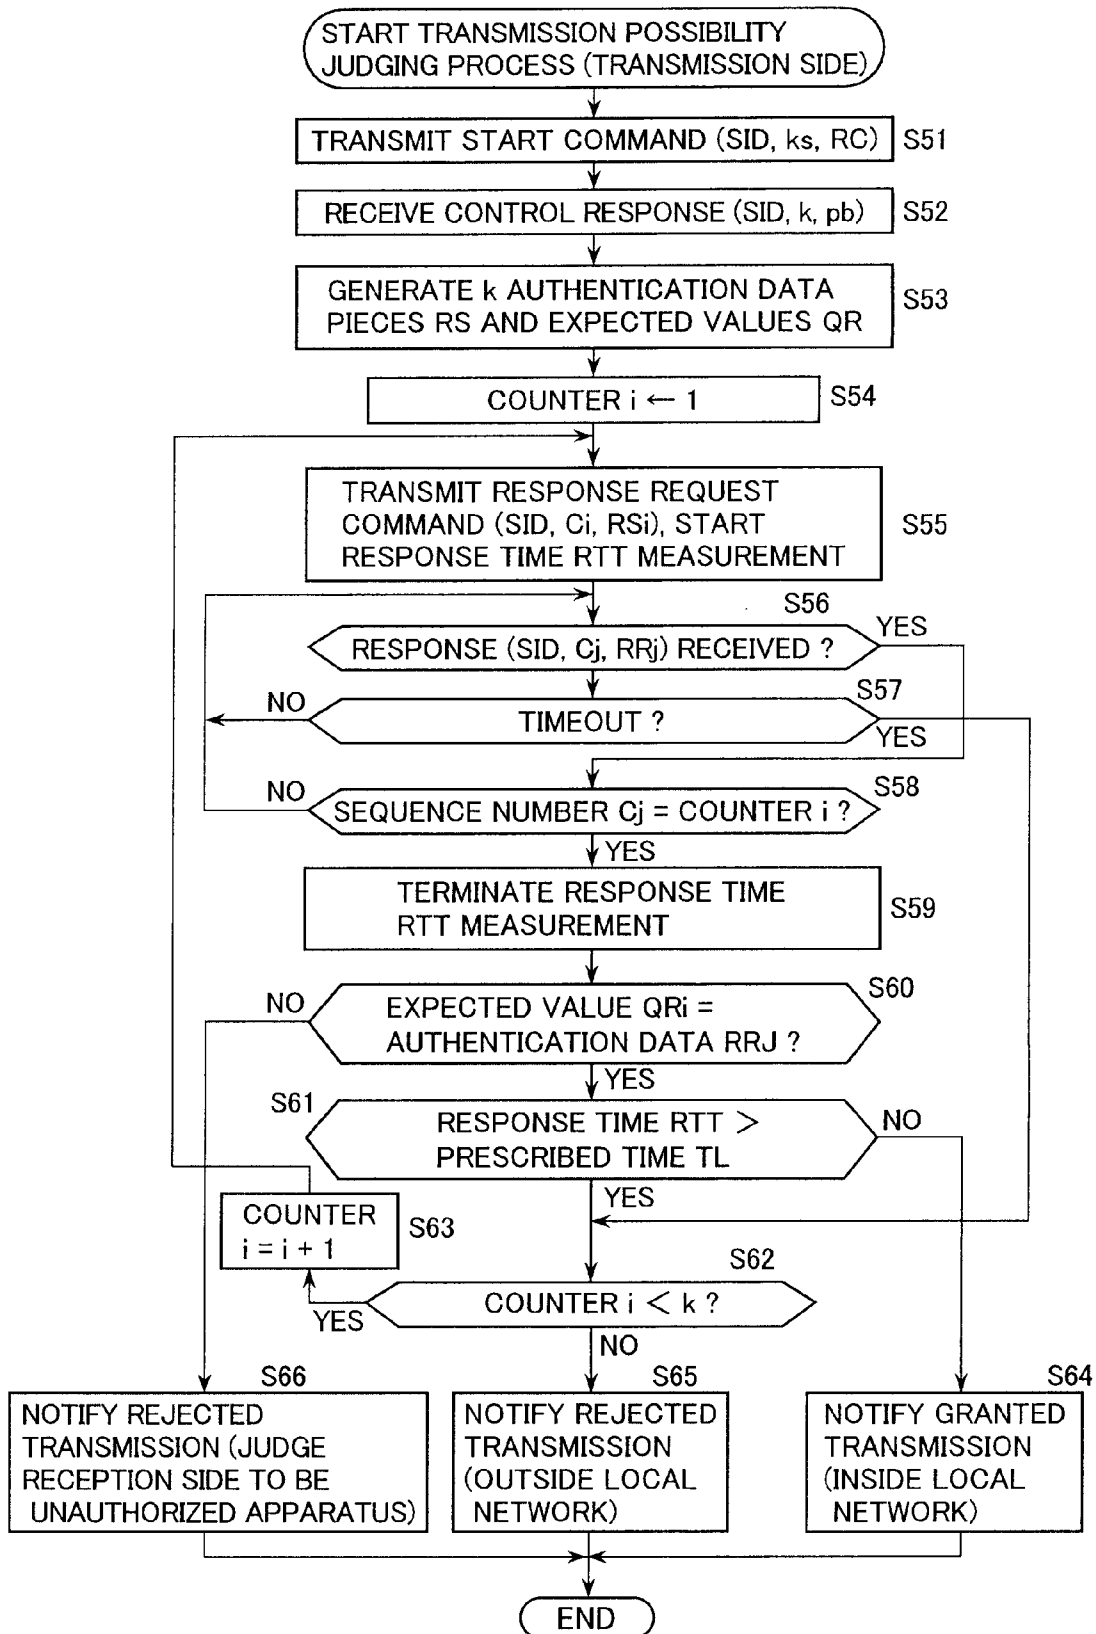 START TRANSMISSION POSSIBILITY
JUDGING PROCESS (TRANSMISSION SIDE)
TRANSMIT START COMMAND (SID, ks, RC)
S51
RECEIVE CONTROL RESPONSE (SID, k, pb)
S52
GENERATE k AUTHENTICATION DATA
PIECES RS AND EXPECTED VALUES QR
S53
COUNTER i ← 1
S54
TRANSMIT RESPONSE REQUEST
COMMAND (SID, Ci, RSi), START
RESPONSE TIME RTT MEASUREMENT
S55
S56
RESPONSE (SID, Cj, RRj) RECEIVED ?
YES
S57
NO
TIMEOUT ?
YES
S58
NO
SEQUENCE NUMBER Cj = COUNTER i ?
YES
TERMINATE RESPONSE TIME
RTT MEASUREMENT
S59
S60
NO
EXPECTED VALUE QRi =
AUTHENTICATION DATA RRJ ?
YES
S61
RESPONSE TIME RTT >
PRESCRIBED TIME TL
NO
YES
COUNTER
i = i + 1
S63
S62
COUNTER i < k ?
YES
NO
S66
NOTIFY REJECTED
TRANSMISSION (JUDGE
RECEPTION SIDE TO BE
UNAUTHORIZED APPARATUS)
S65
NOTIFY REJECTED
TRANSMISSION
(OUTSIDE LOCAL
NETWORK)
S64
NOTIFY GRANTED
TRANSMISSION
(INSIDE LOCAL
NETWORK)
END